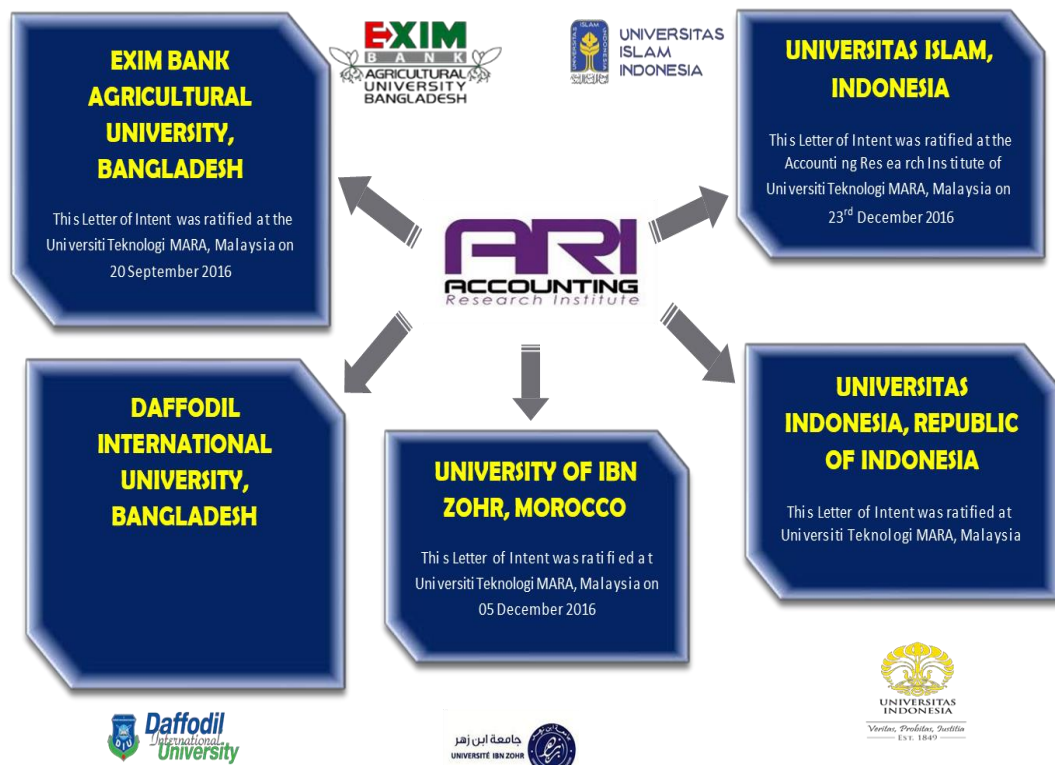 EXIM BANK
AGRICULTURAL
UNIVERSITY,
BANGLADESH
This Letter of Intent was ratified at the
Universiti Teknologi MARA, Malaysia on
20 September 2016
EXIM
BANK
AGRICULTURAL
UNIVERSITY
BANGLADESH
UNIVERSITAS
ISLAM
INDONESIA
UNIVERSITAS ISLAM,
INDONESIA
This Letter of Intent was ratified at the
Accounting Research Institute of
Universiti Teknologi MARA, Malaysia on
23rd December 2016
ARI
ACCOUNTING
Research Institute
DAFFODIL
INTERNATIONAL
UNIVERSITY,
BANGLADESH
UNIVERSITY OF IBN
ZOHR, MOROCCO
This Letter of Intent was ratified at
Universiti Teknologi MARA, Malaysia on
05 December 2016
UNIVERSITAS
INDONESIA, REPUBLIC
OF INDONESIA
This Letter of Intent was ratified at
Universiti Teknologi MARA, Malaysia
DIU
Daffodil
International
University
جامعة ابن زهر
UNIVERSITÉ IBN ZOHR
UNIVERSITAS
INDONESIA
Veritas, Probitas, Justitia
EST. 1849